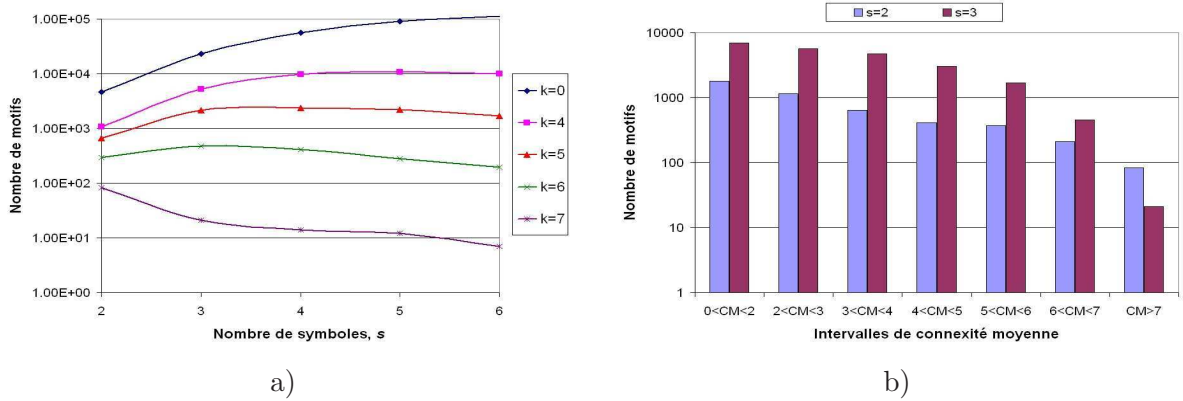 1.00E+05
1.00E+04
1.00E+03
1.00E+02
1.00E+01
1.00E+00
Nombre de motifs
2 3 4 5 6
Nombre de symboles, s
k=0
k=4
k=5
k=6
k=7
a)
s=2 s=3
10000
1000
100
10
1
Nombre de motifs
0<CM<2 2<CM<3 3<CM<4 4<CM<5 5<CM<6 6<CM<7 CM>7
Intervalles de connexité moyenne
b)